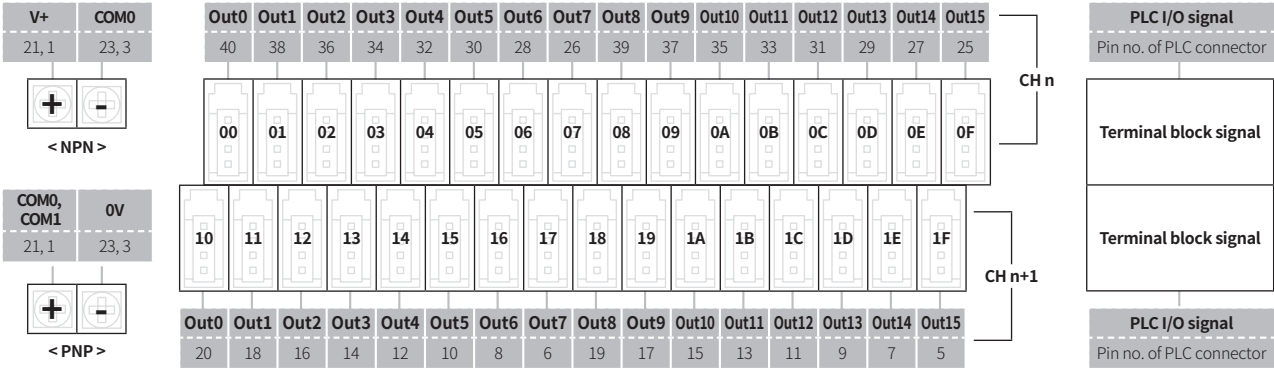 V+ COM0
21, 1 23, 3
+ -
< NPN >
COM0, COM1 0V
21, 1 23, 3
+ -
< PNP >
Out0 Out1 Out2 Out3 Out4 Out5 Out6 Out7 Out8 Out9 Out10 Out11 Out12 Out13 Out14 Out15
40 38 36 34 32 30 28 26 39 37 35 33 31 29 27 25
00 01 02 03 04 05 06 07 08 09 0A 0B 0C 0D 0E 0F
CH n
10 11 12 13 14 15 16 17 18 19 1A 1B 1C 1D 1E 1F
CH n+1
Out0 Out1 Out2 Out3 Out4 Out5 Out6 Out7 Out8 Out9 Out10 Out11 Out12 Out13 Out14 Out15
20 18 16 14 12 10 8 6 19 17 15 13 11 9 7 5
PLC I/O signal
Pin no. of PLC connector
Terminal block signal
Terminal block signal
PLC I/O signal
Pin no. of PLC connector